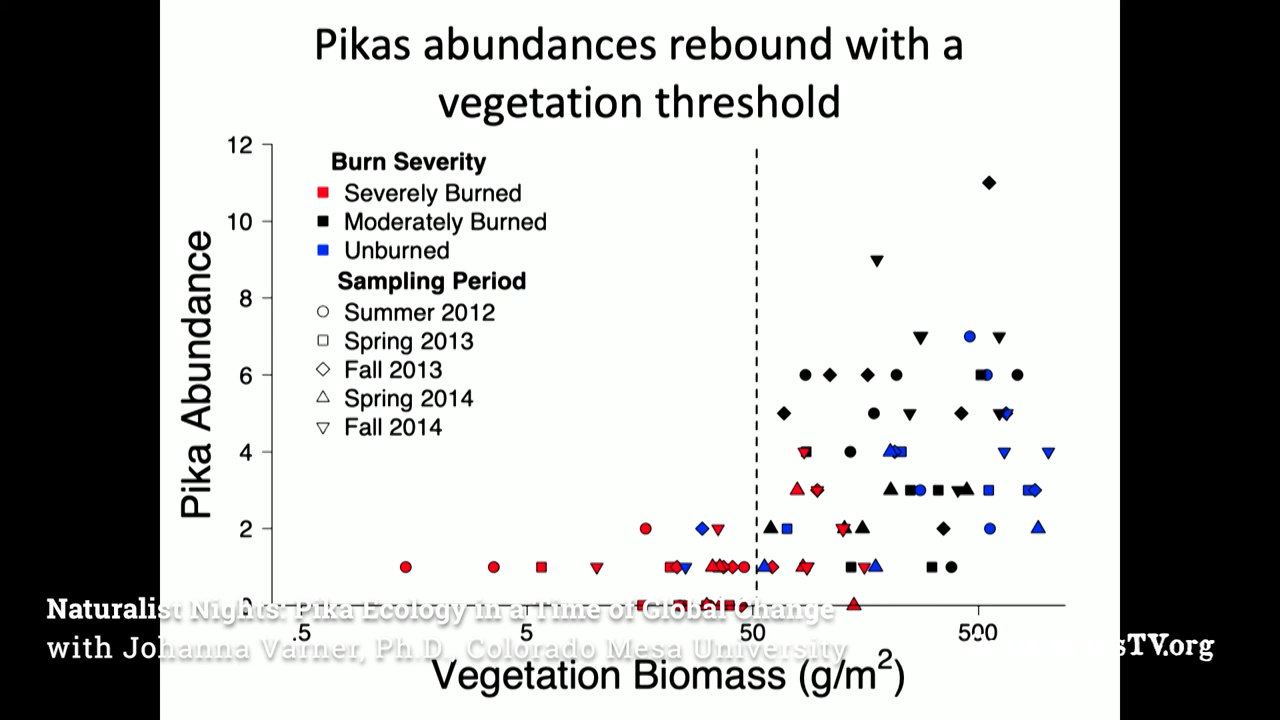 Pikas abundances rebound with a
vegetation threshold
12
10
8
6
4
2
0
Pika Abundance
Burn Severity
Severely Burned
Moderately Burned
Unburned
Sampling Period
Summer 2012
Spring 2013
Fall 2013
Spring 2014
Fall 2014
Naturalist Nights: Pika Ecology in a Time of Global Change
with Johanna Varner, Ph.D. Colorado Mesa University
.5
5
50
500
Vegetation Biomass (g/m²)